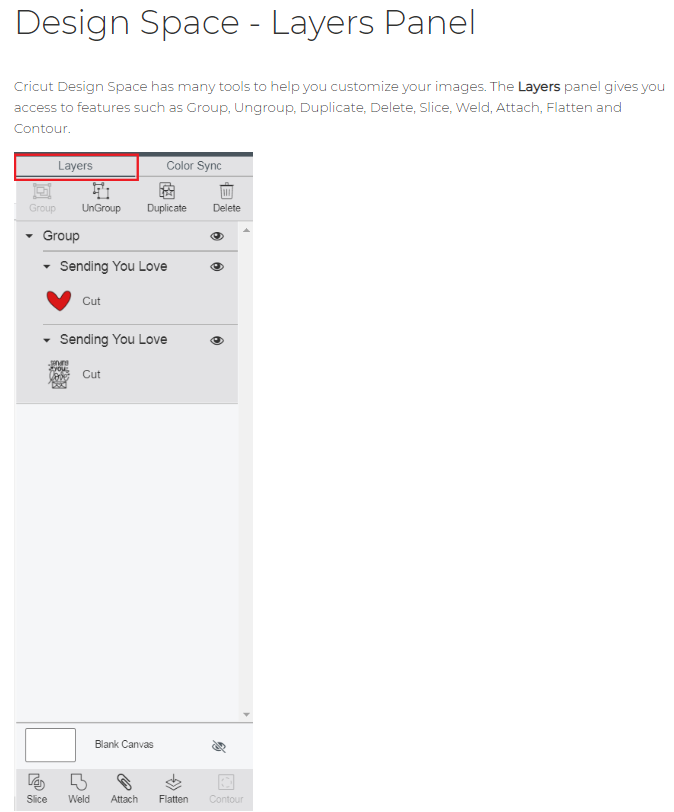 Design Space - Layers Panel
Cricut Design Space has many tools to help you customize your images. The Layers panel gives you
access to features such as Group, Ungroup, Duplicate, Delete, Slice, Weld, Attach, Flatten and
Contour.
Layers Color Sync
Group UnGroup Duplicate Delete
Group
Sending You Love
Cut
Sending You Love
Cut
Blank Canvas
Slice Weld Attach Flatten Contour